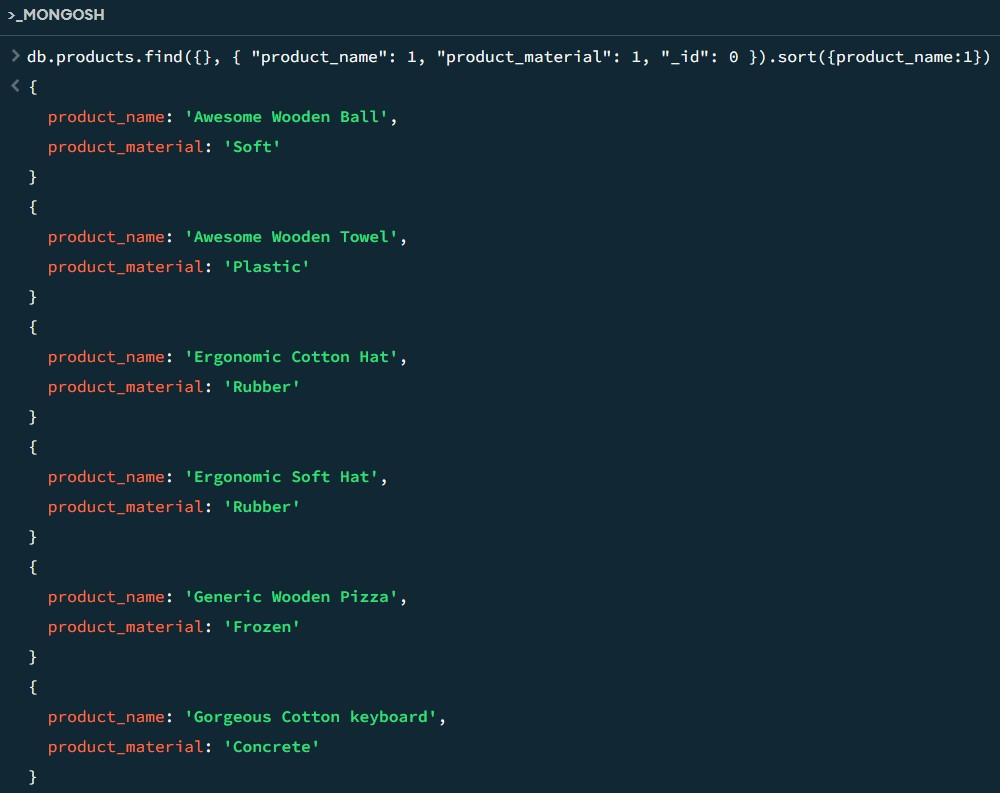 >_MONGOSH
> db.products.find({}, { "product_name": 1, "product_material": 1, "_id": 0 }).sort({product_name:1})
< {
product_name: 'Awesome Wooden Ball',
product_material: 'Soft'
}
{
product_name: 'Awesome Wooden Towel',
product_material: 'Plastic'
}
{
product_name: 'Ergonomic Cotton Hat',
product_material: 'Rubber'
}
{
product_name: 'Ergonomic Soft Hat',
product_material: 'Rubber'
}
{
product_name: 'Generic Wooden Pizza',
product_material: 'Frozen'
}
{
product_name: 'Gorgeous Cotton keyboard',
product_material: 'Concrete'
}